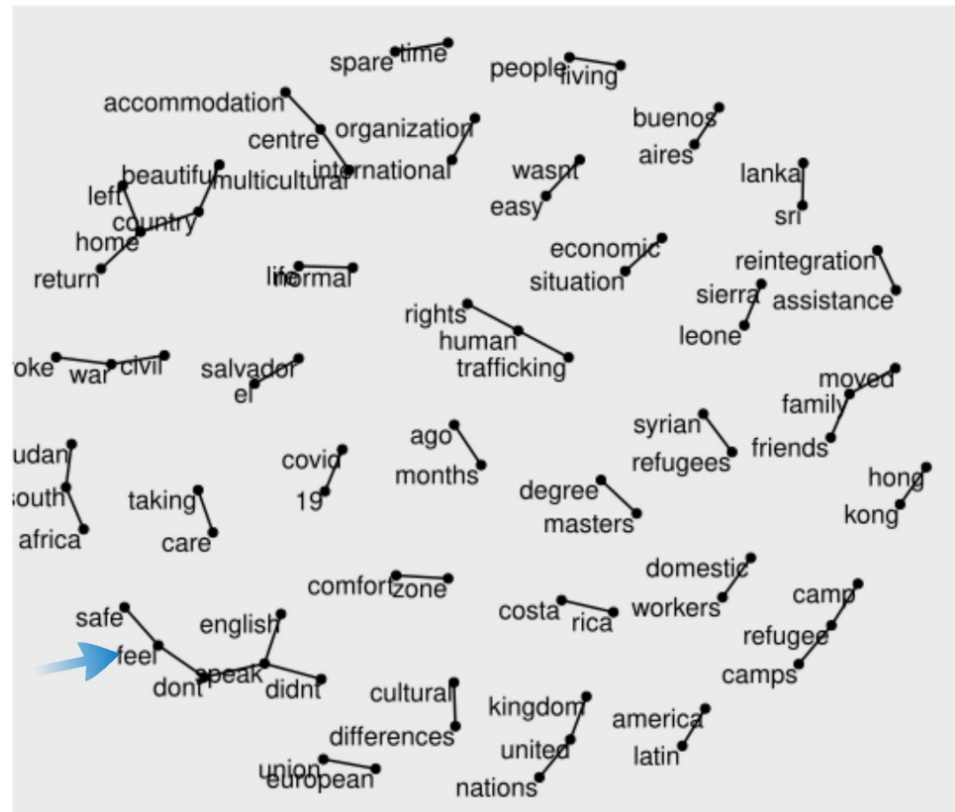 spare time
people living
accommodation
buenos
centre organization
aires
international
wasnt
lanka
beautiful multicultural
left
easy
sri
country
home
economic
return
life normal
situation
reintegration
sierra assistance
rights
leone
human
trafficking
oke war civil
salvador
el
moved
family
ago
syrian
friends
udan
covid
months
refugees
hong
south
taking
19
degree
kong
africa
care
masters
comfort zone
domestic
camp
safe
english
costa rica
workers
feel
refugee
dont speak didnt
camps
cultural
kingdom
america
differences
united
latin
union
european
nations